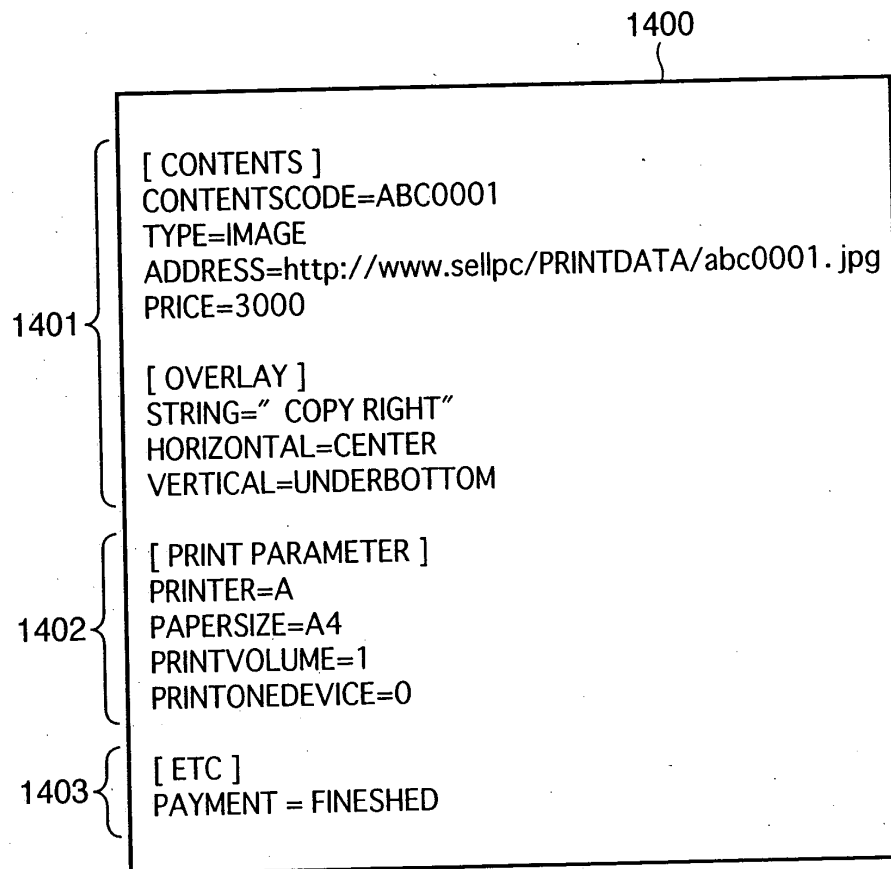 1400
[ CONTENTS ]
CONTENTSCODE=ABC0001
TYPE=IMAGE
ADDRESS=http://www.sellpc/PRINTDATA/abc0001.jpg
PRICE=3000
1401
[ OVERLAY ]
STRING=″ COPY RIGHT″
HORIZONTAL=CENTER
VERTICAL=UNDERBOTTOM
[ PRINT PARAMETER ]
PRINTER=A
1402
PAPERSIZE=A4
PRINTVOLUME=1
PRINTONEDEVICE=0
[ ETC ]
1403
PAYMENT = FINESHED